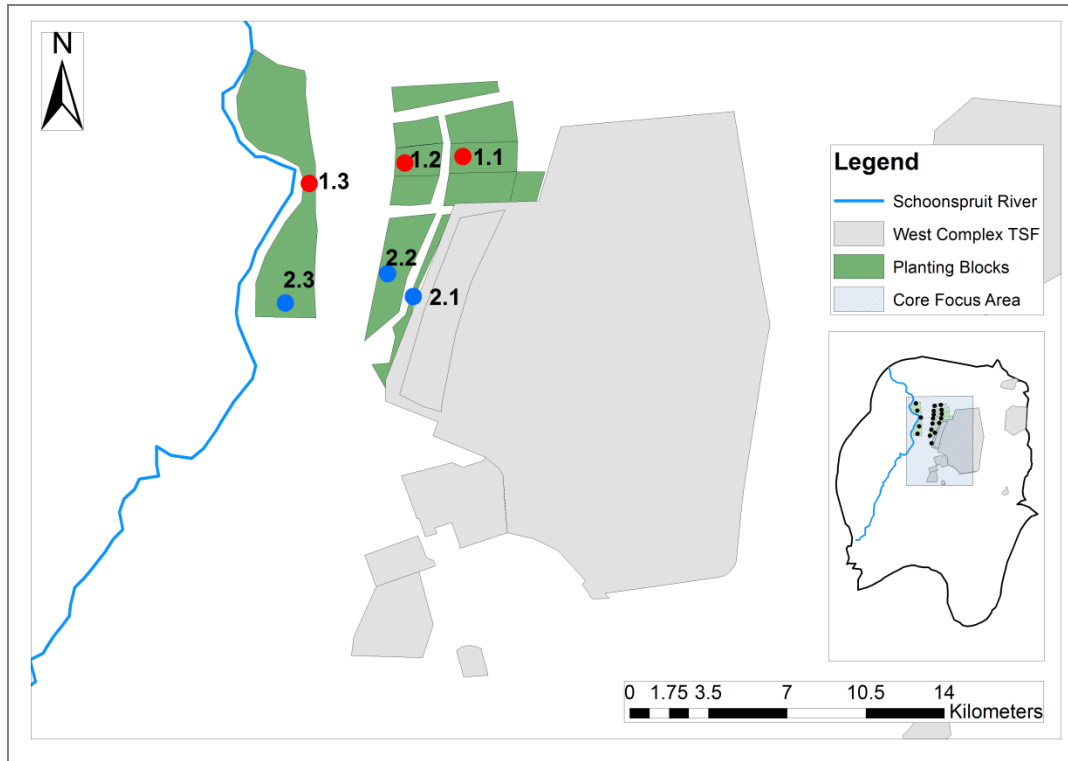 N
1.2
1.1
1.3
2.2
2.3
2.1
Legend
Schoonspruit River
West Complex TSF
Planting Blocks
Core Focus Area
0 1.75 3.5 7 10.5 14
Kilometers